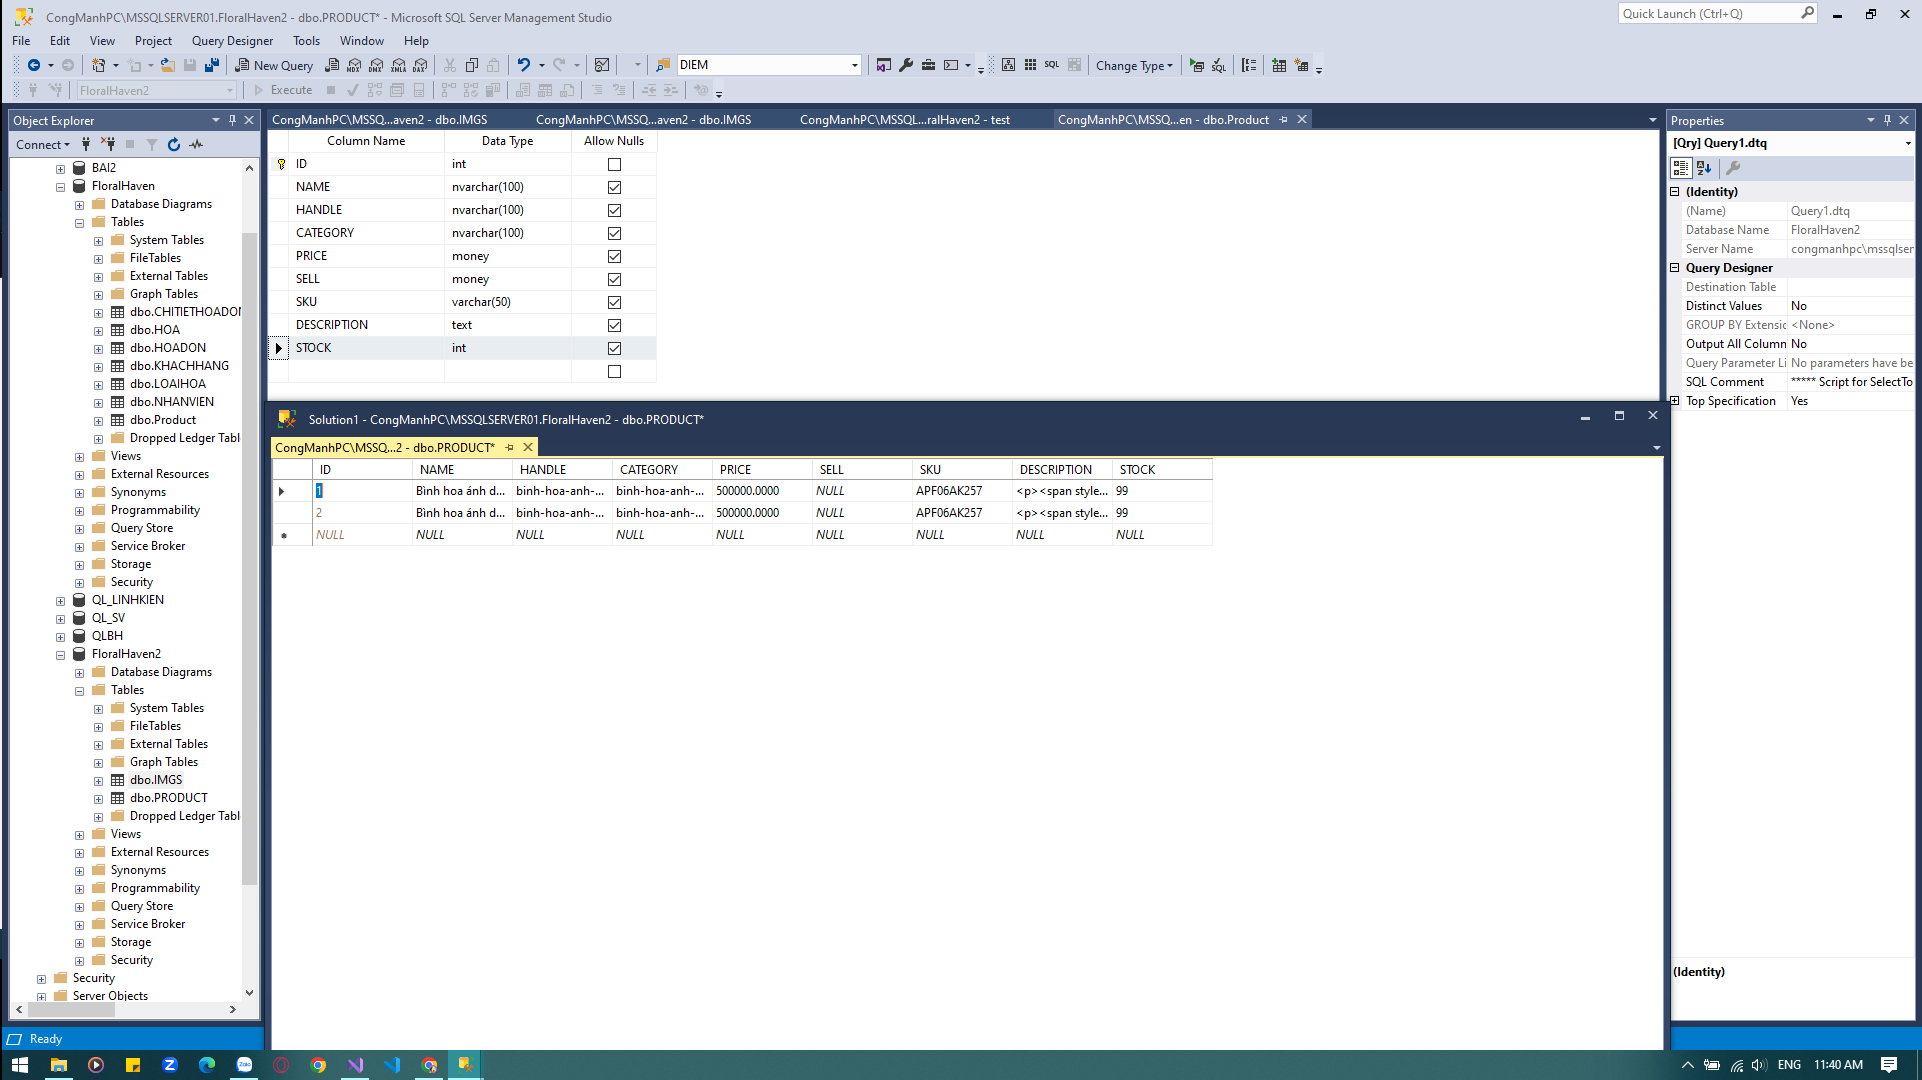 CongManhPC\MSSQLSERVER01.FloralHaven2 - dbo.PRODUCT* - Microsoft SQL Server Management Studio
Quick Launch (Ctrl+Q)
File Edit View Project Query Designer Tools Window Help
New Query MDX DMX XMLA DAX DIEM SQL Change Type
FloralHaven2 Execute
Object Explorer
Connect
BAI2
FloralHaven
Database Diagrams
Tables
System Tables
FileTables
External Tables
Graph Tables
dbo.CHITIETHOADON
dbo.HOA
dbo.HOADON
dbo.KHACHHANG
dbo.LOAIHOA
dbo.NHANVIEN
dbo.Product
Dropped Ledger Tabl
Views
External Resources
Synonyms
Programmability
Query Store
Service Broker
Storage
Security
QL_LINHKIEN
QL_SV
QLBH
FloralHaven2
Database Diagrams
Tables
System Tables
FileTables
External Tables
Graph Tables
dbo.IMGS
dbo.PRODUCT
Dropped Ledger Tabl
Views
External Resources
Synonyms
Programmability
Query Store
Service Broker
Storage
Security
Security
Server Objects
CongManhPC\MSSQ...aven2 - dbo.IMGS CongManhPC\MSSQ...aven2 - dbo.IMGS CongManhPC\MSSQL...ralHaven2 - test CongManhPC\MSSQ...en - dbo.Product
Column Name Data Type Allow Nulls
ID int
NAME nvarchar(100)
HANDLE nvarchar(100)
CATEGORY nvarchar(100)
PRICE money
SELL money
SKU varchar(50)
DESCRIPTION text
STOCK int
Solution1 - CongManhPC\MSSQLSERVER01.FloralHaven2 - dbo.PRODUCT*
CongManhPC\MSSQ...2 - dbo.PRODUCT*
ID NAME HANDLE CATEGORY PRICE SELL SKU DESCRIPTION STOCK
1 Bình hoa ánh d... binh-hoa-anh-... binh-hoa-anh-... 500000.0000 NULL APF06AK257 <p><span style... 99
2 Bình hoa ánh d... binh-hoa-anh-... binh-hoa-anh-... 500000.0000 NULL APF06AK257 <p><span style... 99
NULL NULL NULL NULL NULL NULL NULL NULL NULL
Properties
[Qry] Query1.dtq
(Identity)
(Name) Query1.dtq
Database Name FloralHaven2
Server Name congmanhpc\mssqlser
Query Designer
Destination Table
Distinct Values No
GROUP BY Extensic <None>
Output All Column No
Query Parameter Li No parameters have be
SQL Comment ***** Script for SelectTo
Top Specification Yes
(Identity)
Ready
Zalo
ENG 11:40 AM